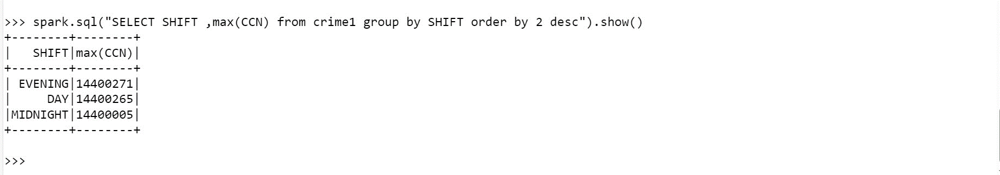 >>> spark.sql("SELECT SHIFT ,max(CCN) from crime1 group by SHIFT order by 2 desc").show()
+--------+--------+
|   SHIFT|max(CCN)|
+--------+--------+
| EVENING|14400271|
|     DAY|14400265|
|MIDNIGHT|14400005|
+--------+--------+
>>>